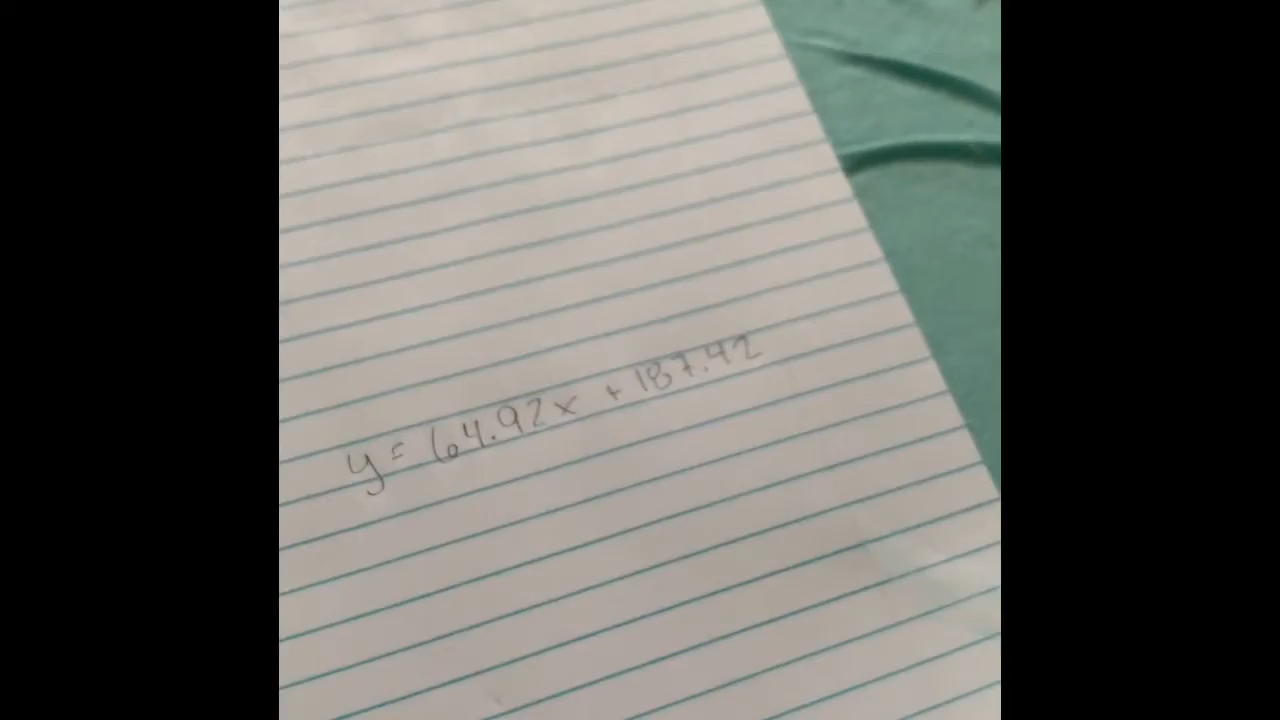 y = 64.92x + 187.42